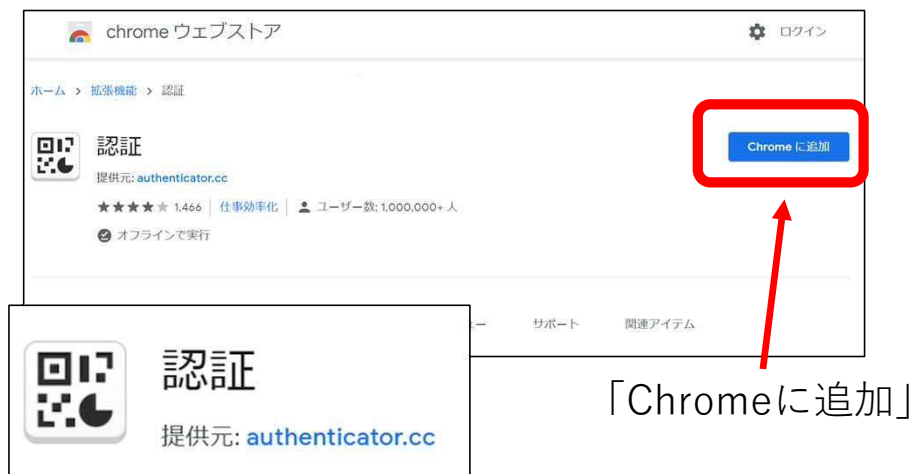 chrome ウェブストア
ログイン
ホーム > 拡張機能 > 認証
認証
Chrome に追加
提供元: authenticator.cc
★★★★★ 1,466 | 仕事効率化 | ユーザー数: 1,000,000+ 人
オフラインで実行
ー サポート 関連アイテム
認証
提供元: authenticator.cc
「Chromeに追加」